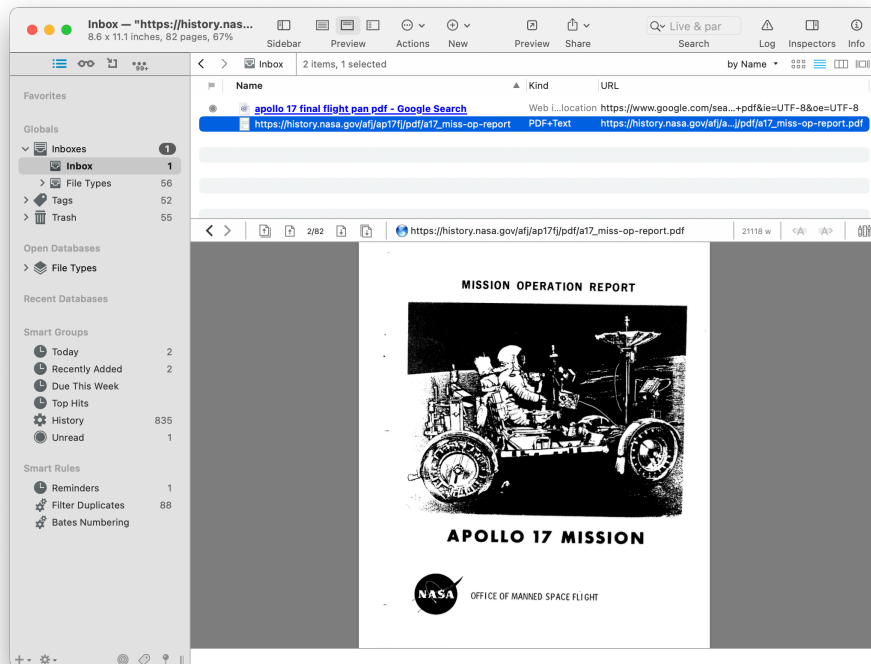 Inbox — "https://history.nas...
8.6 x 11.1 inches, 82 pages, 67%
Sidebar
Preview
Actions
New
Preview
Share
Live & par
Search
Log
Inspectors
Info
99+
Inbox
2 items, 1 selected
by Name
Name
Kind
URL
apollo 17 final flight pan pdf - Google Search
Web i...location
https://www.google.com/sea...+pdf&ie=UTF-8&oe=UTF-8
https://history.nasa.gov/afj/ap17fj/pdf/a17_miss-op-report
PDF+Text
https://history.nasa.gov/afj/a...j/pdf/a17_miss-op-report.pdf
Favorites
Globals
Inboxes 1
Inbox 1
File Types 56
Tags 52
Trash 55
Open Databases
File Types
Recent Databases
Smart Groups
Today 2
Recently Added 2
Due This Week
Top Hits
History 835
Unread 1
Smart Rules
Reminders 1
Filter Duplicates 88
Bates Numbering
2/82
https://history.nasa.gov/afj/ap17fj/pdf/a17_miss-op-report.pdf
21118 w
MISSION OPERATION REPORT
APOLLO 17 MISSION
NASA
OFFICE OF MANNED SPACE FLIGHT